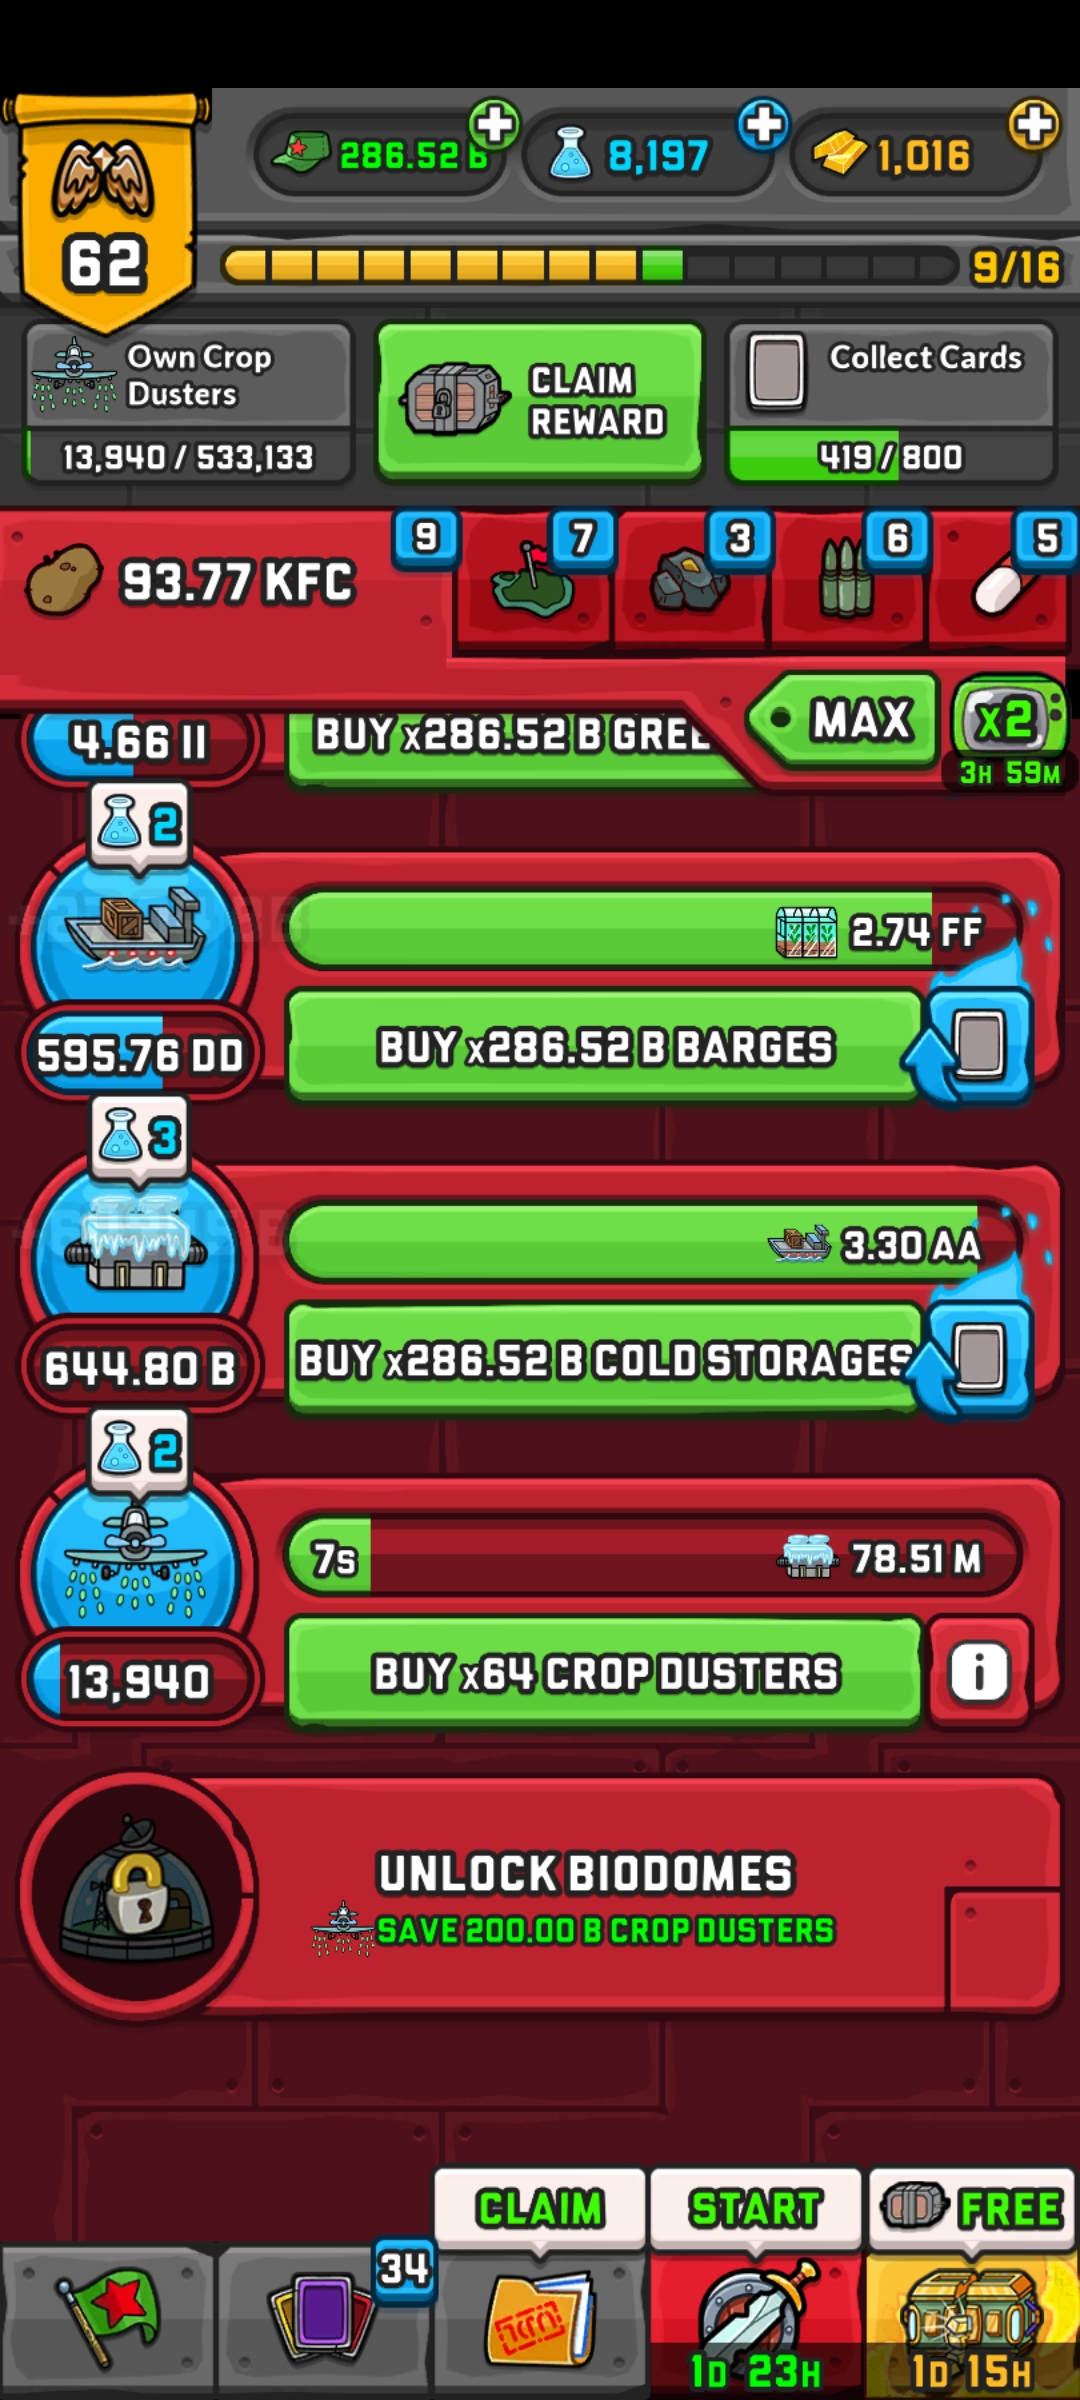 286.52 B
8,197
1,016
62
9/16
Own Crop
Dusters
13,940 / 533,133
CLAIM
REWARD
Collect Cards
419 / 800
93.77 KFC
9
7
3
6
5
4.66 II
BUY x286.52 B GREE
MAX
x2
3H 59M
2
2.74 FF
595.76 DD
BUY x286.52 B BARGES
3
3.30 AA
644.80 B
BUY x286.52 B COLD STORAGES
2
7s
78.51 M
13,940
BUY x64 CROP DUSTERS
i
UNLOCK BIODOMES
SAVE 200.00 B CROP DUSTERS
CLAIM
START
FREE
34
1D 23H
1D 15H